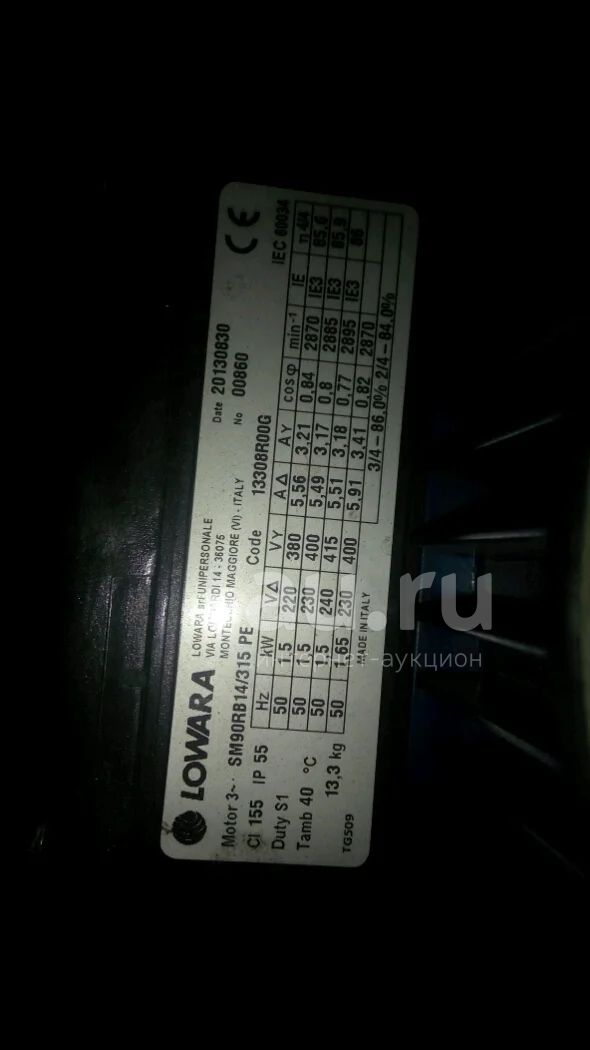 LOWARA
LOWARA srl UNIPERSONALE
MONTECCHIO MAGGIORE (VI) - ITALY
Date 20130830
No 00860
CE
Motor 3~ SM90RB14/315 PE Code 13308R00G IEC 60034
Cl 155 IP 55
Duty S1
Tamb 40 °C
13,3 kg
TG509
Hz kW V△ VY A△ AY cosφ min-1 IE η 4/4
50 1,5 220 380 5,56 3,21 0,84 2870 IE3 85,6
50 1,5 230 400 5,49 3,17 0,8 2885 IE3 85,9
50 1,5 240 415 5,51 3,18 0,77 2895 IE3 86
50 1,65 230 400 5,91 3,41 0,82 2870
3/4-86.0% 2/4-84.0%
MADE IN ITALY
au.ru
интернет-аукцион